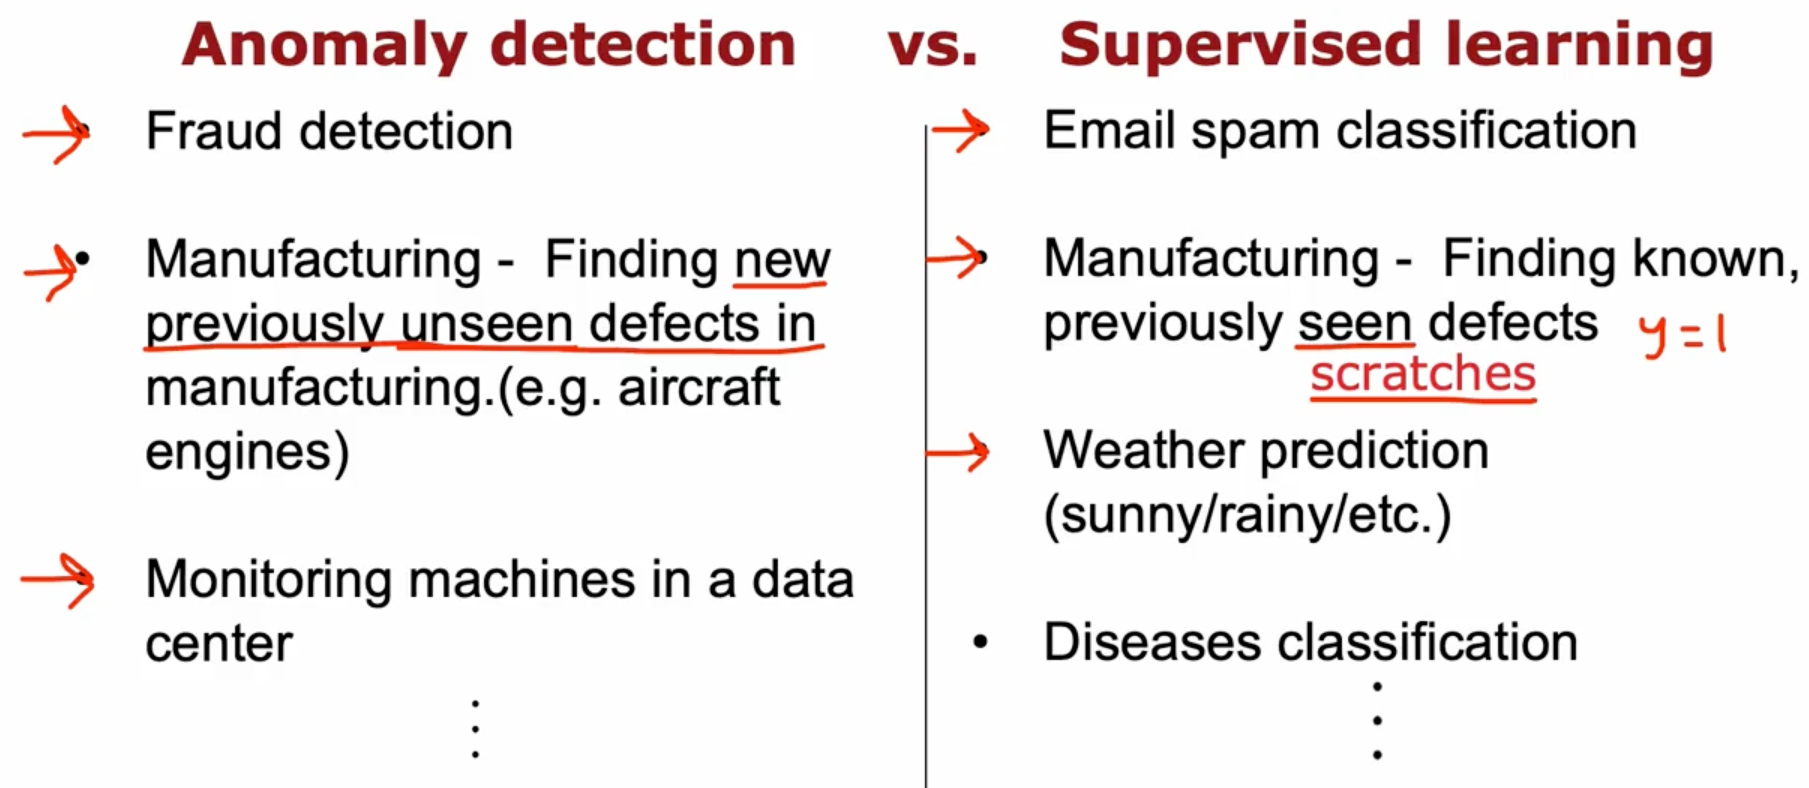 Anomaly detection vs. Supervised learning
• Fraud detection
• Manufacturing - Finding new
previously unseen defects in
manufacturing.(e.g. aircraft
engines)
• Monitoring machines in a data
center
• Email spam classification
• Manufacturing - Finding known,
previously seen defects y=1
scratches
• Weather prediction
(sunny/rainy/etc.)
• Diseases classification